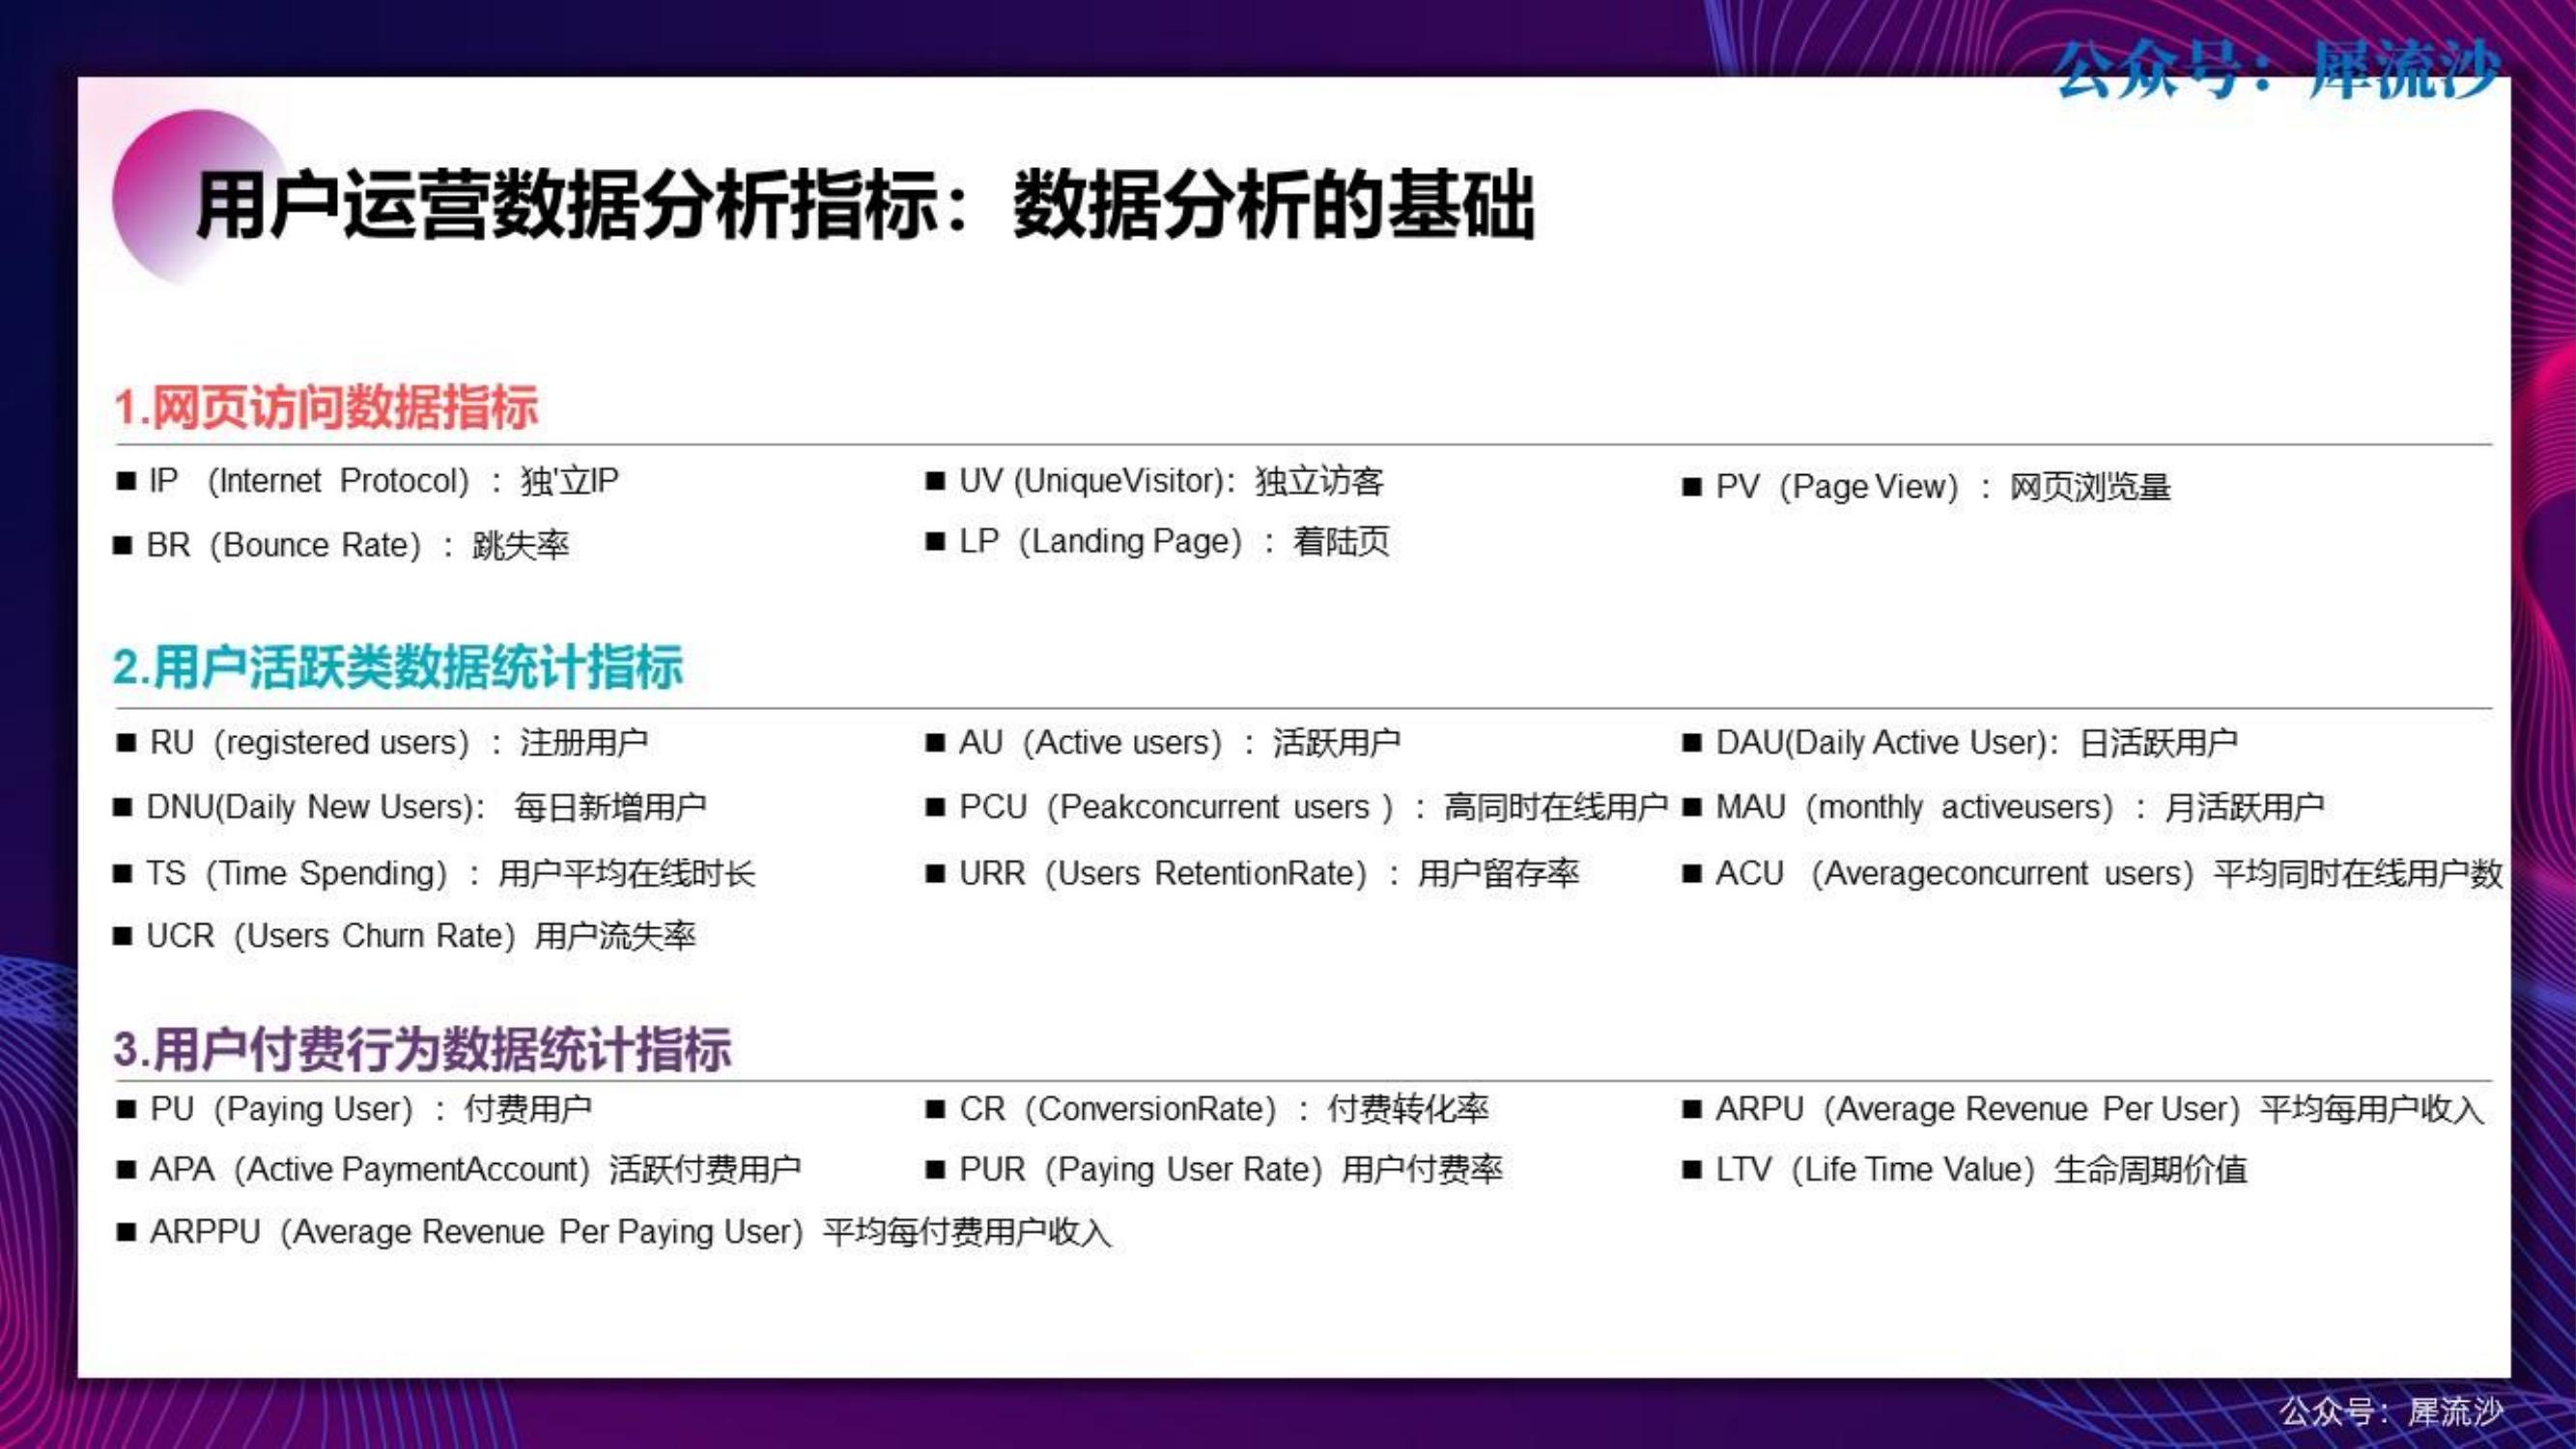 公众号：犀流沙
用户运营数据分析指标：数据分析的基础
1.网页访问数据指标
■ IP （Internet Protocol）：独'立IP
■ UV (UniqueVisitor)：独立访客
■ PV （Page View）：网页浏览量
■ BR （Bounce Rate）：跳失率
■ LP （Landing Page）：着陆页
2.用户活跃类数据统计指标
■ RU （registered users）：注册用户
■ AU （Active users）：活跃用户
■ DAU(Daily Active User)：日活跃用户
■ DNU(Daily New Users)： 每日新增用户
■ PCU （Peakconcurrent users ）：高同时在线用户
■ MAU （monthly activeusers）：月活跃用户
■ TS （Time Spending）：用户平均在线时长
■ URR （Users RetentionRate）：用户留存率
■ ACU （Averageconcurrent users）平均同时在线用户数
■ UCR （Users Churn Rate）用户流失率
3.用户付费行为数据统计指标
■ PU （Paying User）：付费用户
■ CR （ConversionRate）：付费转化率
■ ARPU （Average Revenue Per User）平均每用户收入
■ APA （Active PaymentAccount）活跃付费用户
■ PUR （Paying User Rate）用户付费率
■ LTV （Life Time Value）生命周期价值
■ ARPPU （Average Revenue Per Paying User）平均每付费用户收入
公众号：犀流沙